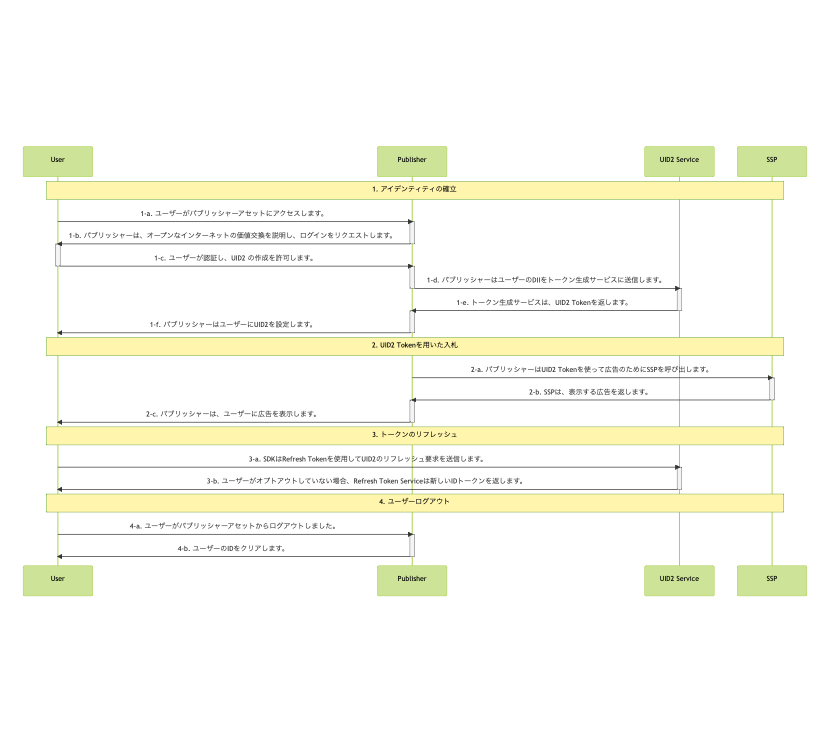 User
Publisher
UID2 Service
SSP
1. アイデンティティの確立
1-a. ユーザーがパブリッシャーアセットにアクセスします。
1-b. パブリッシャーは、オープンなインターネットの価値交換を説明し、ログインをリクエストします。
1-c. ユーザーが認証し、UID2 の作成を許可します。
1-d. パブリッシャーはユーザーのDIIをトークン生成サービスに送信します。
1-e. トークン生成サービスは、UID2 Tokenを返します。
1-f. パブリッシャーはユーザーにUID2を設定します。
2. UID2 Tokenを用いた入札
2-a. パブリッシャーはUID2 Tokenを使って広告のためにSSPを呼び出します。
2-b. SSPは、表示する広告を返します。
2-c. パブリッシャーは、ユーザーに広告を表示します。
3. トークンのリフレッシュ
3-a. SDKはRefresh Tokenを使用してUID2のリフレッシュ要求を送信します。
3-b. ユーザーがオプトアウトしていない場合、Refresh Token Serviceは新しいIDトークンを返します。
4. ユーザーログアウト
4-a. ユーザーがパブリッシャーアセットからログアウトしました。
4-b. ユーザーのIDをクリアします。
User
Publisher
UID2 Service
SSP